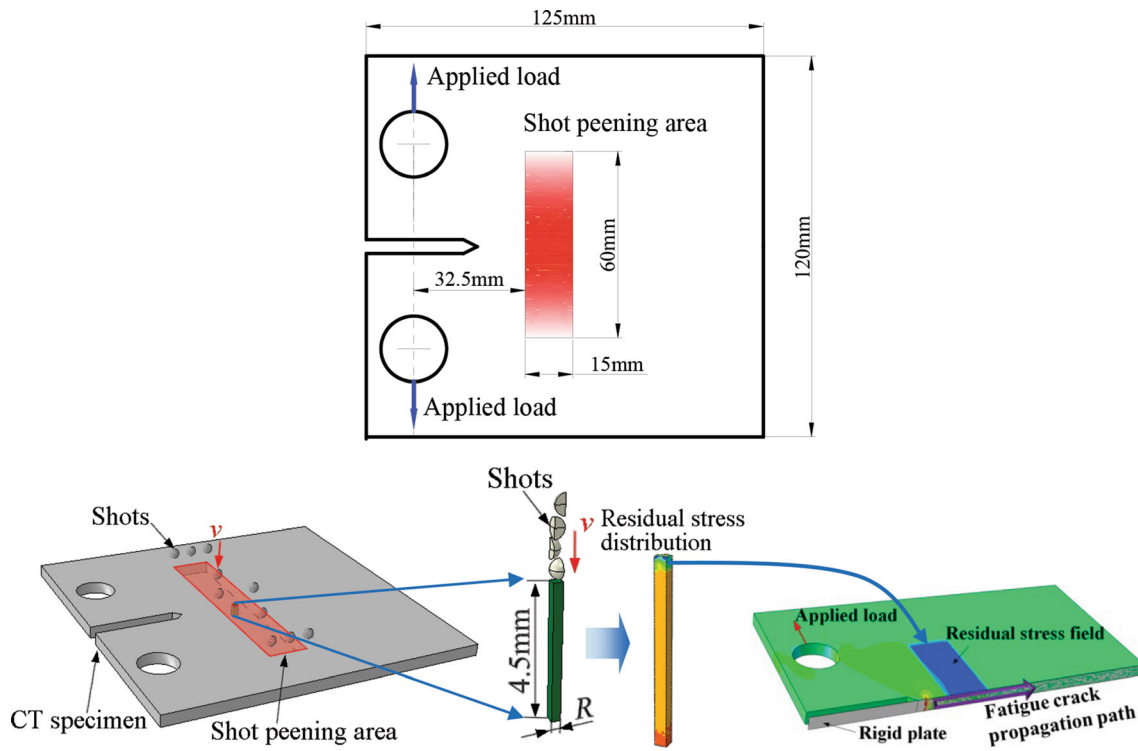 125mm
Applied load
Shot peening area
60mm
120mm
32.5mm
15mm
Applied load
Shots
v
CT specimen
Shot peening area
Shots
v
4.5mm
R
Residual stress
distribution
Applied load
Residual stress field
Fatigue crack
propagation path
Rigid plate